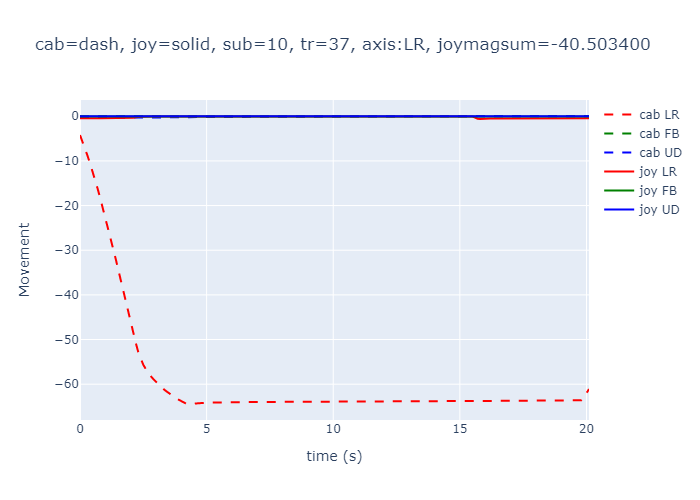 cab=dash, joy=solid, sub=10, tr=37, axis:LR, joymagsum=-40.503400
0
−10
−20
−30
−40
−50
−60
Movement
0
5
10
15
20
time (s)
cab LR
cab FB
cab UD
joy LR
joy FB
joy UD